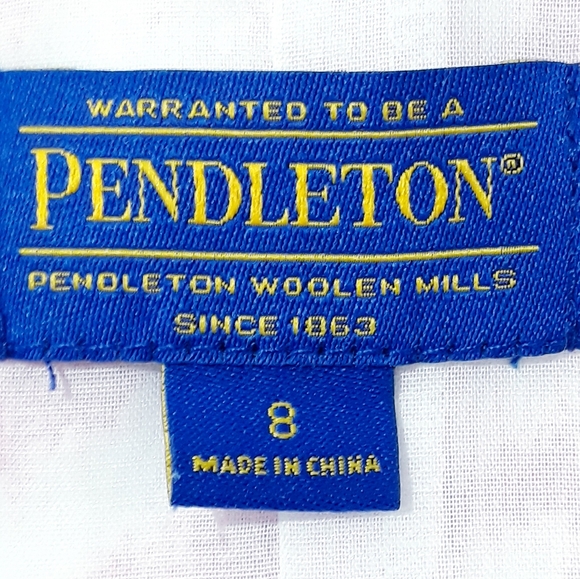 WARRANTED TO BE A
PENDLETON®
PENDLETON WOOLEN MILLS
SINCE 1863
8
MADE IN CHINA